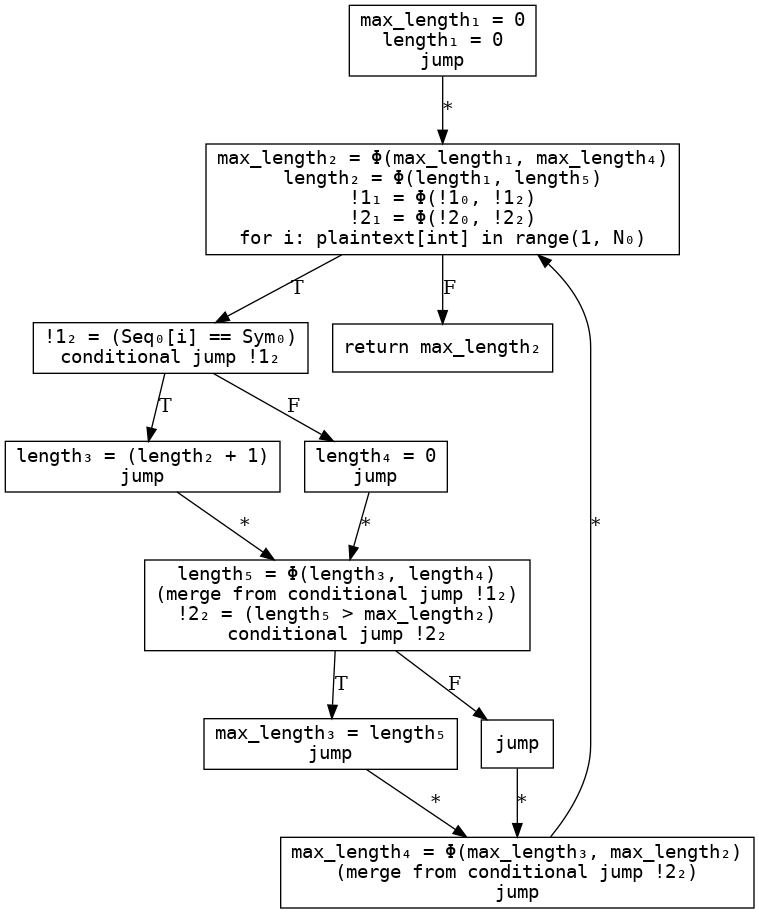 max_length₁ = 0
length₁ = 0
jump
*
max_length₂ = Φ(max_length₁, max_length₄)
length₂ = Φ(length₁, length₅)
!1₁ = Φ(!1₀, !1₂)
!2₁ = Φ(!2₀, !2₂)
for i: plaintext[int] in range(1, N₀)
T
F
!1₂ = (Seq₀[i] == Sym₀)
conditional jump !1₂
return max_length₂
T
F
length₃ = (length₂ + 1)
jump
length₄ = 0
jump
*
*
*
length₅ = Φ(length₃, length₄)
(merge from conditional jump !1₂)
!2₂ = (length₅ > max_length₂)
conditional jump !2₂
T
F
max_length₃ = length₅
jump
jump
*
*
max_length₄ = Φ(max_length₃, max_length₂)
(merge from conditional jump !2₂)
jump